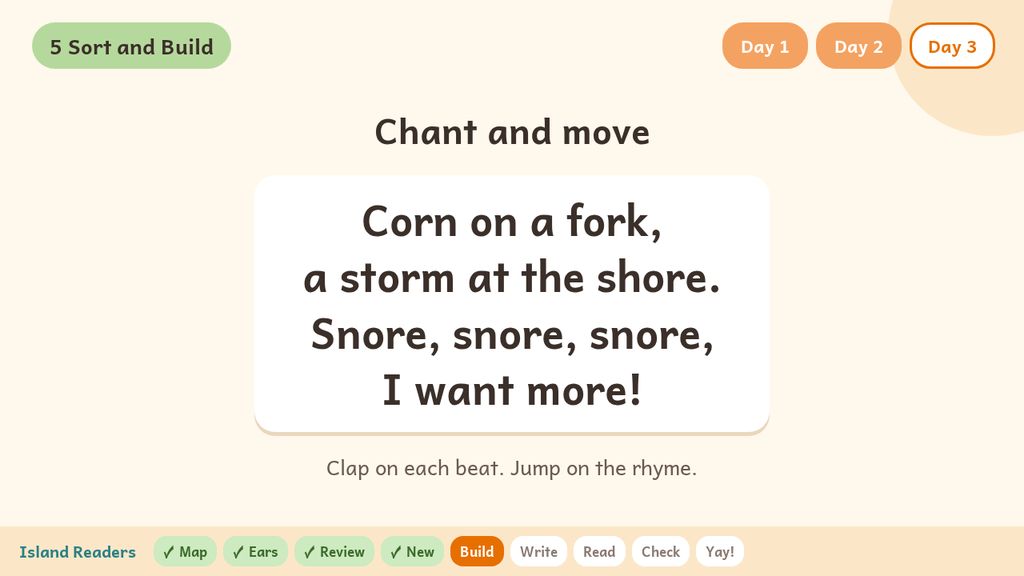 5 Sort and Build
Day 1
Day 2
Day 3
Chant and move
Corn on a fork,
a storm at the shore.
Snore, snore, snore,
I want more!
Clap on each beat. Jump on the rhyme.
Island Readers
✓ Map
✓ Ears
✓ Review
✓ New
Build
Write
Read
Check
Yay!